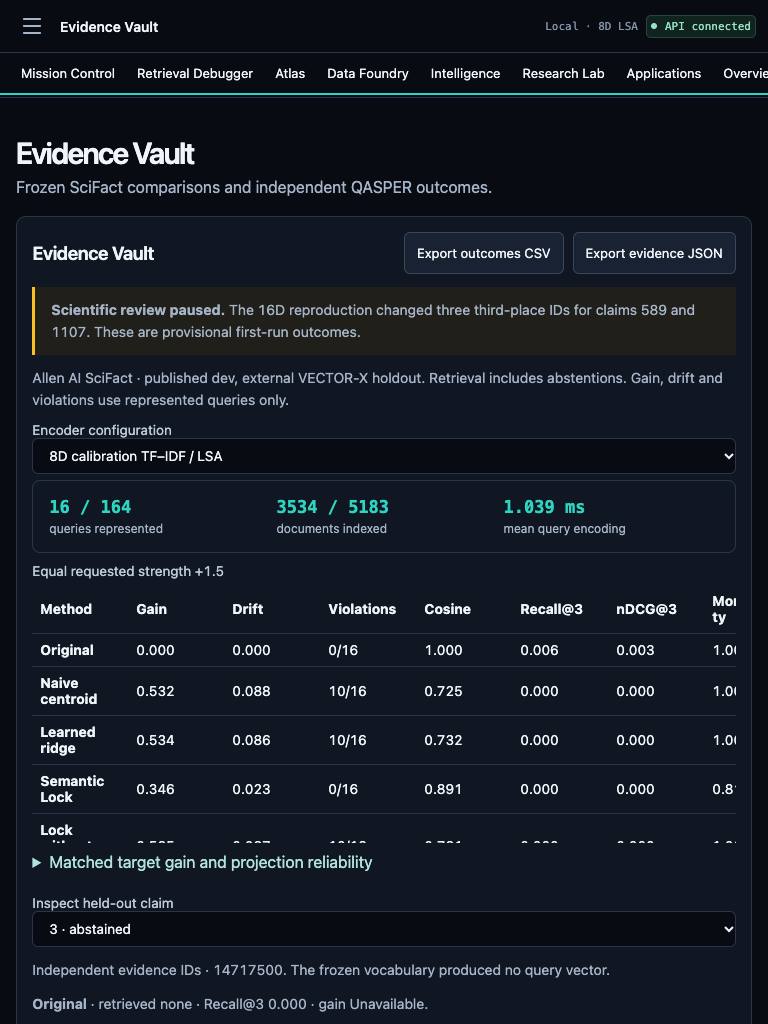 Evidence Vault
Local · 8D LSA
API connected
Mission Control Retrieval Debugger Atlas Data Foundry Intelligence Research Lab Applications
Evidence Vault
Frozen SciFact comparisons and independent QASPER outcomes.
Evidence Vault
Export outcomes CSV
Export evidence JSON
Scientific review paused. The 16D reproduction changed three third-place IDs for claims 589 and
1107. These are provisional first-run outcomes.
Allen AI SciFact · published dev, external VECTOR-X holdout. Retrieval includes abstentions. Gain, drift and
violations use represented queries only.
Encoder configuration
8D calibration TF–IDF / LSA
16 / 164 3534 / 5183 1.039 ms
queries represented documents indexed mean query encoding
Equal requested strength +1.5
Method Gain Drift Violations Cosine Recall@3 nDCG@3
ty
Original 0.000 0.000 0/16 1.000 0.006 0.003
Naive
centroid 0.532 0.088 10/16 0.725 0.000 0.000
Learned
ridge 0.534 0.086 10/16 0.732 0.000 0.000
Semantic
Lock 0.346 0.023 0/16 0.891 0.000 0.000
Lock
Matched target gain and projection reliability
Inspect held-out claim
3 · abstained
Independent evidence IDs · 14717500. The frozen vocabulary produced no query vector.
Original · retrieved none · Recall@3 0.000 · gain Unavailable.